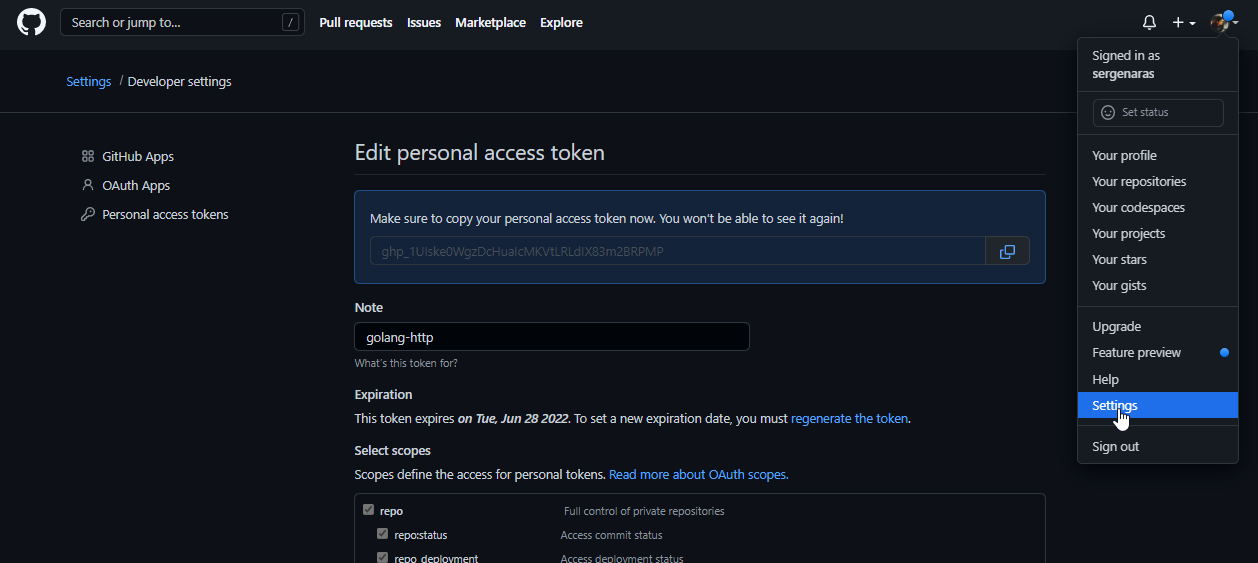 Search or jump to...
/
Pull requests
Issues
Marketplace
Explore
Settings / Developer settings
GitHub Apps
OAuth Apps
Personal access tokens
Edit personal access token
Make sure to copy your personal access token now. You won't be able to see it again!
Note
golang-http
What's this token for?
Expiration
This token expires on Tue, Jun 28 2022. To set a new expiration date, you must regenerate the token.
Select scopes
Scopes define the access for personal tokens. Read more about OAuth scopes.
repo Full control of private repositories
repo:status Access commit status
repo_deployment Access deployment status
Signed in as
sergenaras
Set status
Your profile
Your repositories
Your codespaces
Your projects
Your stars
Your gists
Upgrade
Feature preview
Help
Settings
Sign out